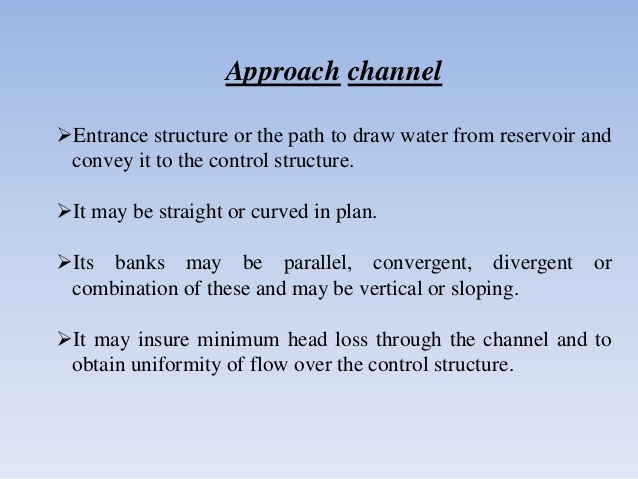 Approach channel
➢Entrance structure or the path to draw water from reservoir and
convey it to the control structure.
➢It may be straight or curved in plan.
➢Its banks may be parallel, convergent, divergent or
combination of these and may be vertical or sloping.
➢It may insure minimum head loss through the channel and to
obtain uniformity of flow over the control structure.